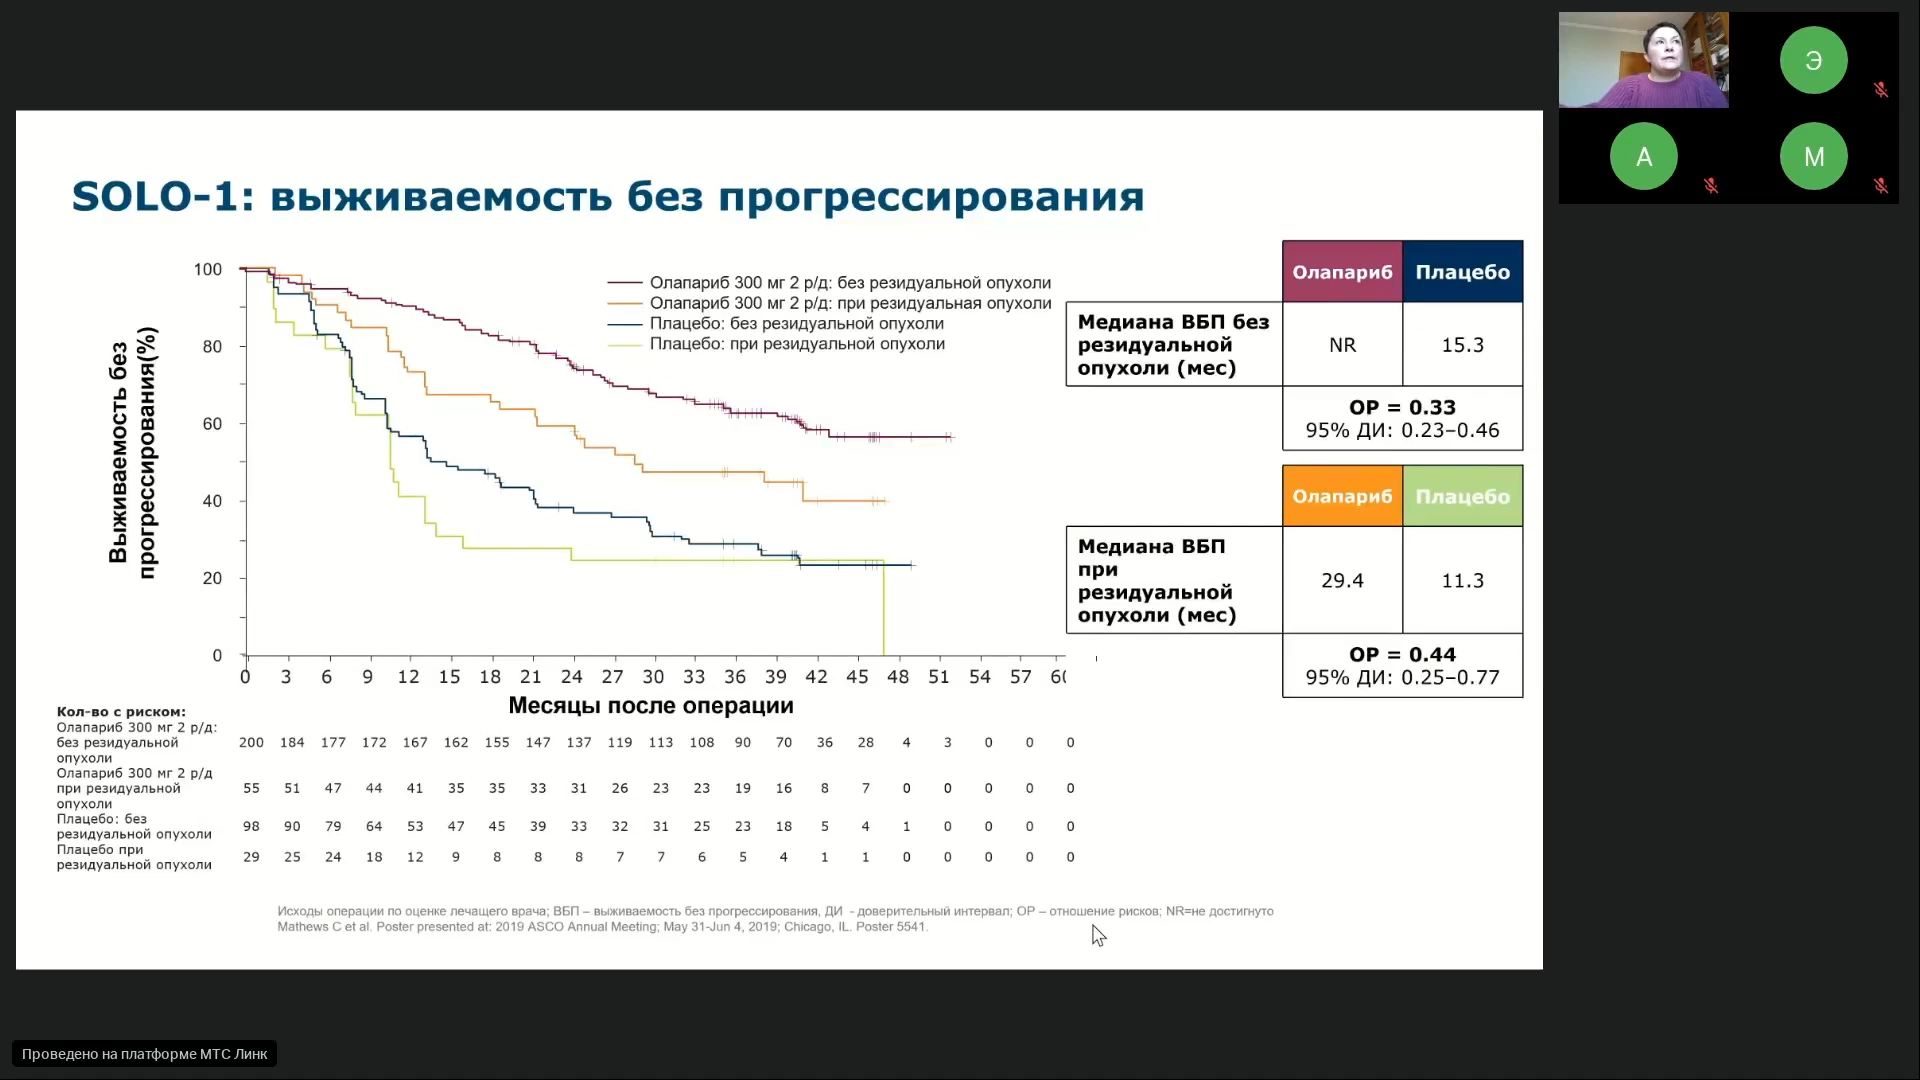 Э
А
М
SOLO-1: выживаемость без прогрессирования
Выживаемость без
прогрессирования(%)
100
80
60
40
20
0
Олапариб 300 мг 2 р/д: без резидуальной опухоли
Олапариб 300 мг 2 р/д: при резидуальная опухоли
Плацебо: без резидуальной опухоли
Плацебо: при резидуальной опухоли
0 3 6 9 12 15 18 21 24 27 30 33 36 39 42 45 48 51 54 57 60
Месяцы после операции
Олапариб Плацебо
Медиана ВБП без
резидуальной
опухоли (мес)
NR 15.3
ОР = 0.33
95% ДИ: 0.23–0.46
Олапариб Плацебо
Медиана ВБП
при
резидуальной
опухоли (мес)
29.4 11.3
ОР = 0.44
95% ДИ: 0.25–0.77
Кол-во с риском:
Олапариб 300 мг 2 р/д:
без резидуальной
опухоли
200 184 177 172 167 162 155 147 137 119 113 108 90 70 36 28 4 3 0 0 0
Олапариб 300 мг 2 р/д
при резидуальной
опухоли
55 51 47 44 41 35 35 33 31 26 23 23 19 16 8 7 0 0 0 0 0
Плацебо: без
резидуальной опухоли
98 90 79 64 53 47 45 39 33 32 31 25 23 18 5 4 1 0 0 0 0
Плацебо при
резидуальной опухоли
29 25 24 18 12 9 8 8 8 7 7 6 5 4 1 1 0 0 0 0 0
Исходы операции по оценке лечащего врача; ВБП – выживаемость без прогрессирования, ДИ - доверительный интервал; ОР – отношение рисков; NR=не достигнуто
Mathews C et al. Poster presented at: 2019 ASCO Annual Meeting; May 31-Jun 4, 2019; Chicago, IL. Poster 5541.
Проведено на платформе МТС Линк